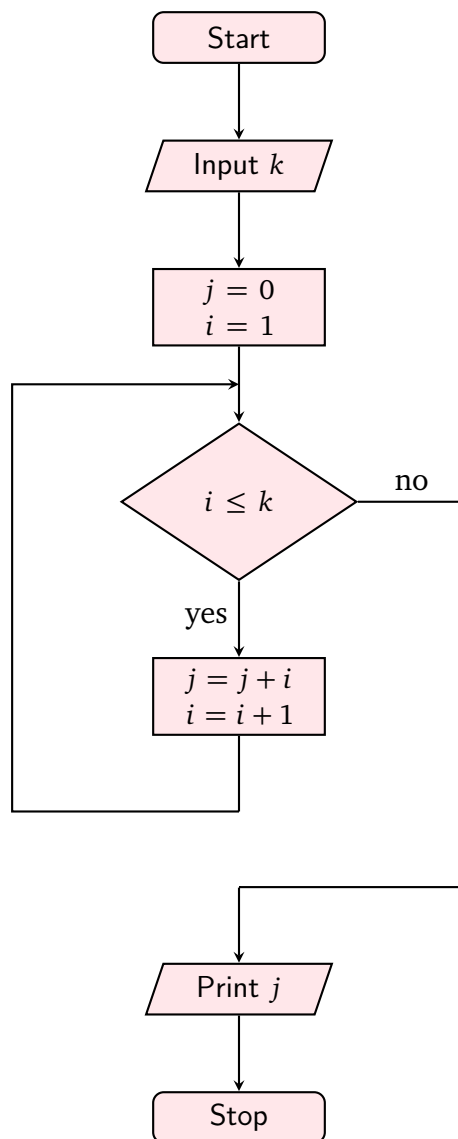 Start
Input k
j = 0
i = 1
i ≤ k
no
yes
j = j + i
i = i + 1
Print j
Stop